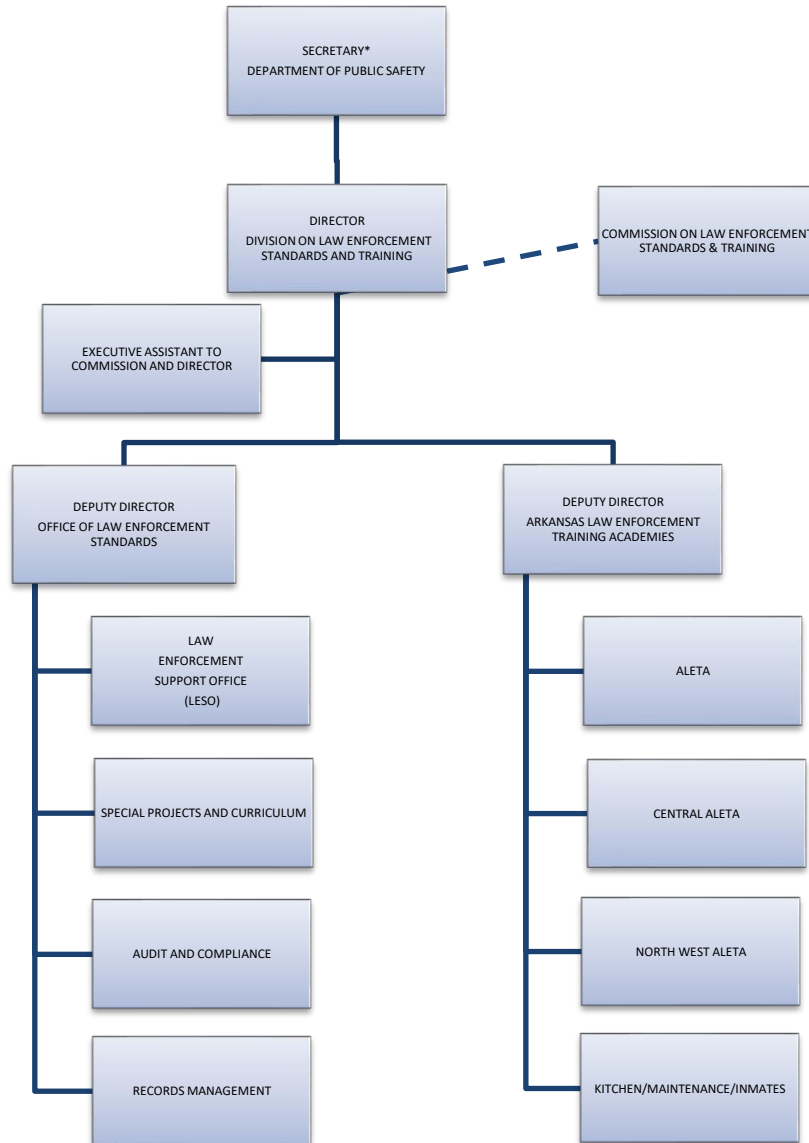 SECRETARY*
DEPARTMENT OF PUBLIC SAFETY
DIRECTOR
DIVISION ON LAW ENFORCEMENT
STANDARDS AND TRAINING
COMMISSION ON LAW ENFORCEMENT
STANDARDS & TRAINING
EXECUTIVE ASSISTANT TO
COMMISSION AND DIRECTOR
DEPUTY DIRECTOR
OFFICE OF LAW ENFORCEMENT
STANDARDS
DEPUTY DIRECTOR
ARKANSAS LAW ENFORCEMENT
TRAINING ACADEMIES
LAW
ENFORCEMENT
SUPPORT OFFICE
(LESO)
ALETA
SPECIAL PROJECTS AND CURRICULUM
CENTRAL ALETA
AUDIT AND COMPLIANCE
NORTH WEST ALETA
RECORDS MANAGEMENT
KITCHEN/MAINTENANCE/INMATES